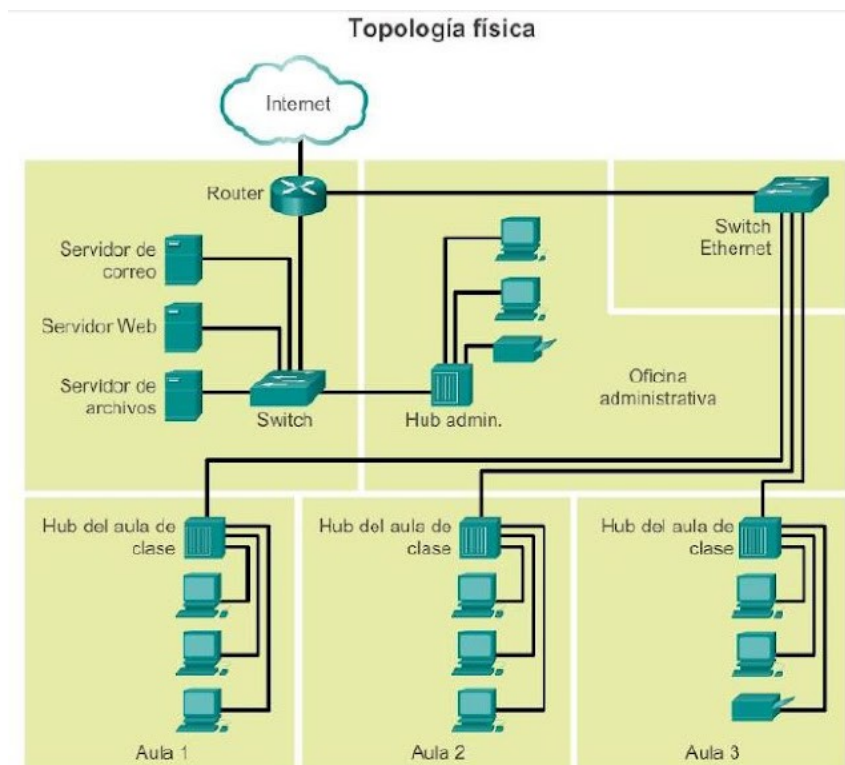 Topología física
Internet
Router
Switch
Ethernet
Servidor de
correo
Servidor Web
Servidor de
archivos
Switch
Hub admin.
Oficina
administrativa
Hub del aula de
clase
Hub del aula de
clase
Hub del aula de
clase
Aula 1
Aula 2
Aula 3